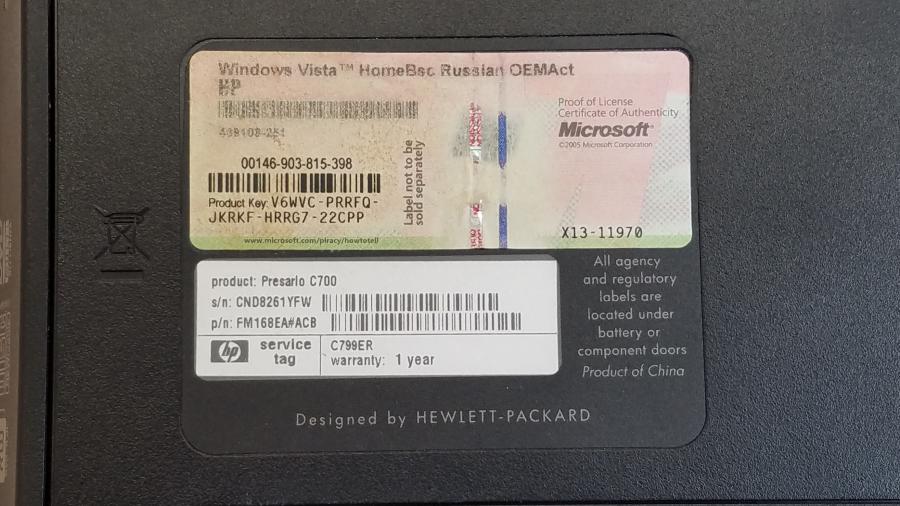 Windows Vista™ HomeBsc Russian OEMAct
HP
00146-903-815-398
Product Key: V6WVC-PRRFQ-
JKRKF-HRRG7-22CPP
www.microsoft.com/piracy/howtotell
Label not to be
sold separately
Proof of License
Certificate of Authenticity
Microsoft®
©2005 Microsoft Corporation
X13-11970
product: Presario C700
s/n: CND8261YFW
p/n: FM168EA#ACB
hp
service
tag
C799ER
warranty: 1 year
All agency
and regulatory
labels are
located under
battery or
component doors
Product of China
Designed by HEWLETT-PACKARD